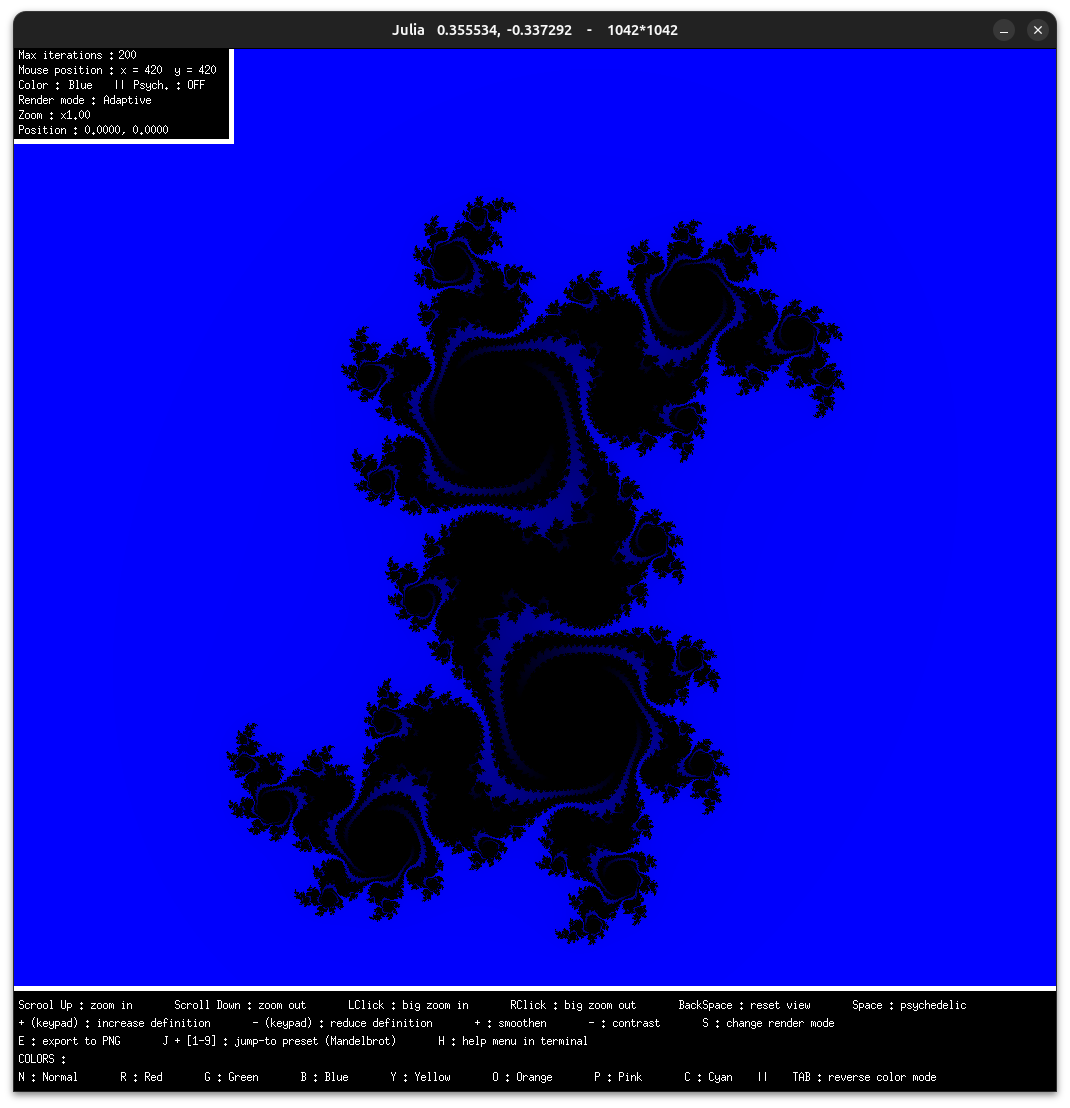 Julia 0.355534, -0.337292 - 1042*1042
Max iterations : 200
Mouse position : x = 420 y = 420
Color : Blue || Psych. : OFF
Render mode : Adaptive
Zoom : x1.00
Position : 0.0000, 0.0000
Scrool Up : zoom in Scroll Down : zoom out LClick : big zoom in RClick : big zoom out BackSpace : reset view Space : psychedelic
+ (keypad) : increase definition - (keypad) : reduce definition + : smoothen - : contrast S : change render mode
E : export to PNG J + [1-9] : jump-to preset (Mandelbrot) H : help menu in terminal
COLORS :
N : Normal R : Red G : Green B : Blue Y : Yellow O : Orange P : Pink C : Cyan || TAB : reverse color mode